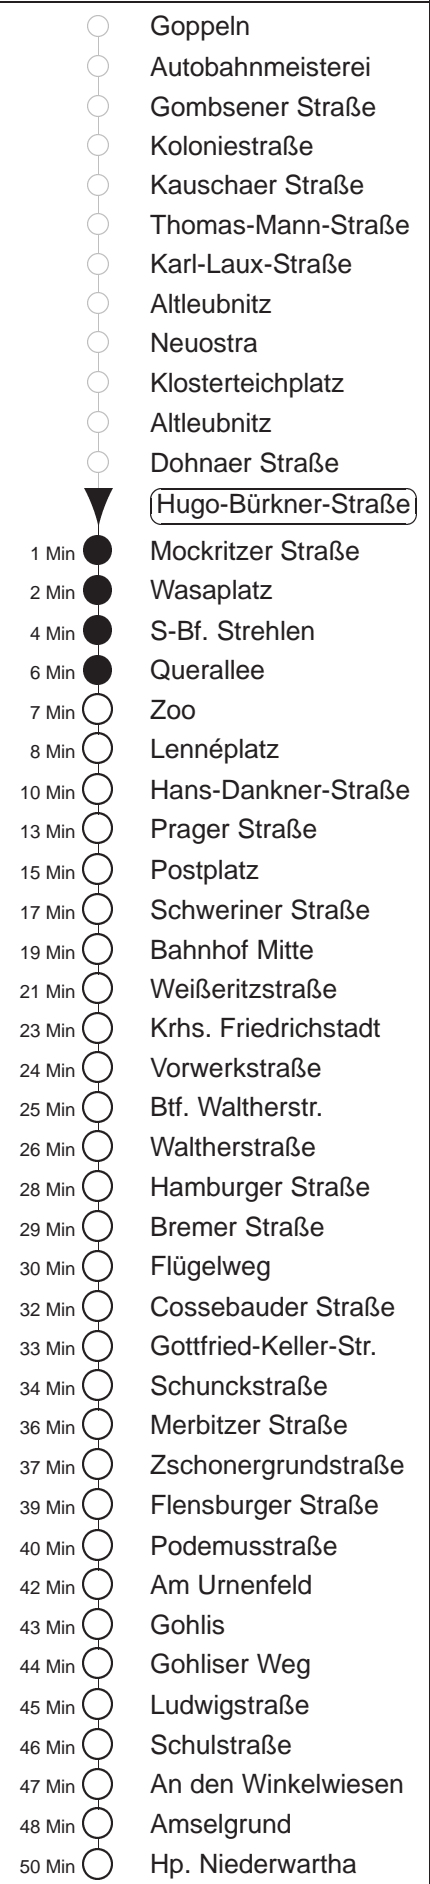 Goppeln
Autobahnmeisterei
Gombsener Straße
Koloniestraße
Kauschaer Straße
Thomas-Mann-Straße
Karl-Laux-Straße
Altleubnitz
Neuostra
Klosterteichplatz
Altleubnitz
Dohnaer Straße
Hugo-Bürkner-Straße
1 Min Mockritzer Straße
2 Min Wasaplatz
4 Min S-Bf. Strehlen
6 Min Querallee
7 Min Zoo
8 Min Lennéplatz
10 Min Hans-Dankner-Straße
13 Min Prager Straße
15 Min Postplatz
17 Min Schweriner Straße
19 Min Bahnhof Mitte
21 Min Weißeritzstraße
23 Min Krhs. Friedrichstadt
24 Min Vorwerkstraße
25 Min Btf. Waltherstr.
26 Min Waltherstraße
28 Min Hamburger Straße
29 Min Bremer Straße
30 Min Flügelweg
32 Min Cossebauder Straße
33 Min Gottfried-Keller-Str.
34 Min Schunckstraße
36 Min Merbitzer Straße
37 Min Zschonergrundstraße
39 Min Flensburger Straße
40 Min Podemusstraße
42 Min Am Urnenfeld
43 Min Gohlis
44 Min Gohliser Weg
45 Min Ludwigstraße
46 Min Schulstraße
47 Min An den Winkelwiesen
48 Min Amselgrund
50 Min Hp. Niederwartha